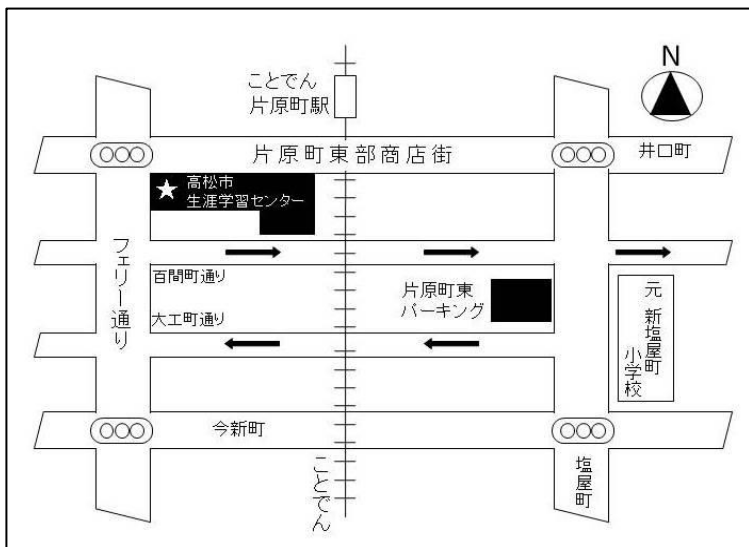 N
ことでん
片原町駅
片原町東部商店街
井口町
★ 高松市
生涯学習センター
フェリー通り
百間町通り
大工町通り
片原町東
パーキング
元 新塩屋町
小学校
今新町
ことでん
塩屋町